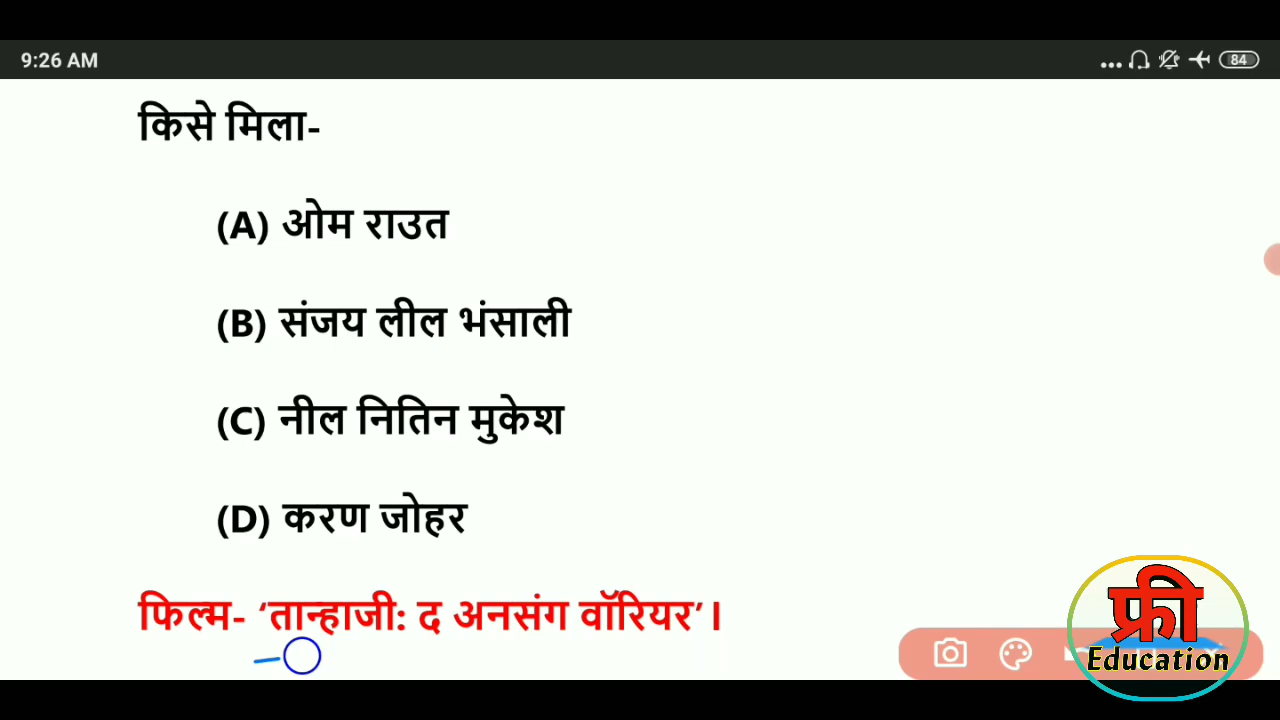 9:26 AM
84
किसे मिला-
(A) ओम राउत
(B) संजय लील भंसाली
(C) नील नितिन मुकेश
(D) करण जोहर
फिल्म- ‘तान्हाजी: द अनसंग वॉरियर’।
फ्री
Education